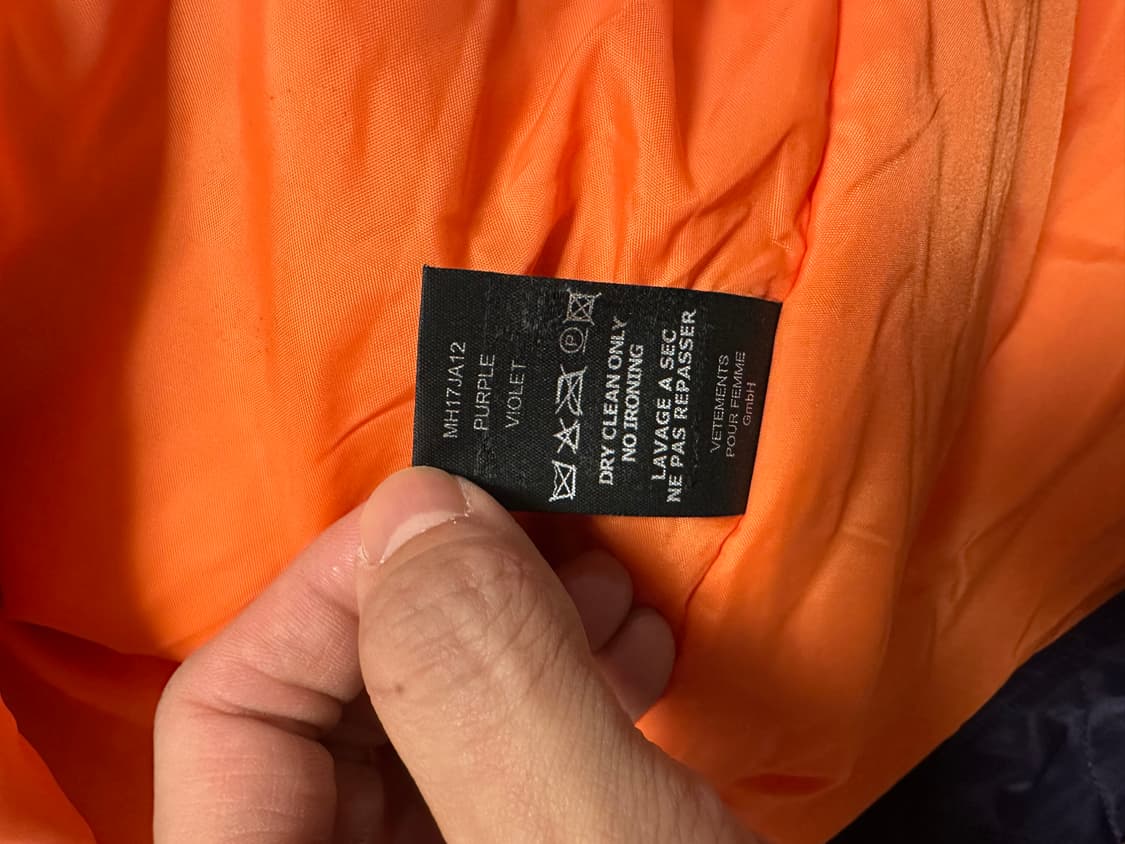 MH17JA12
PURPLE
VIOLET
P
DRY CLEAN ONLY
NO IRONING
LAVAGE A SEC
NE PAS REPASSER
VETEMENTS
POUR FEMME
GmbH